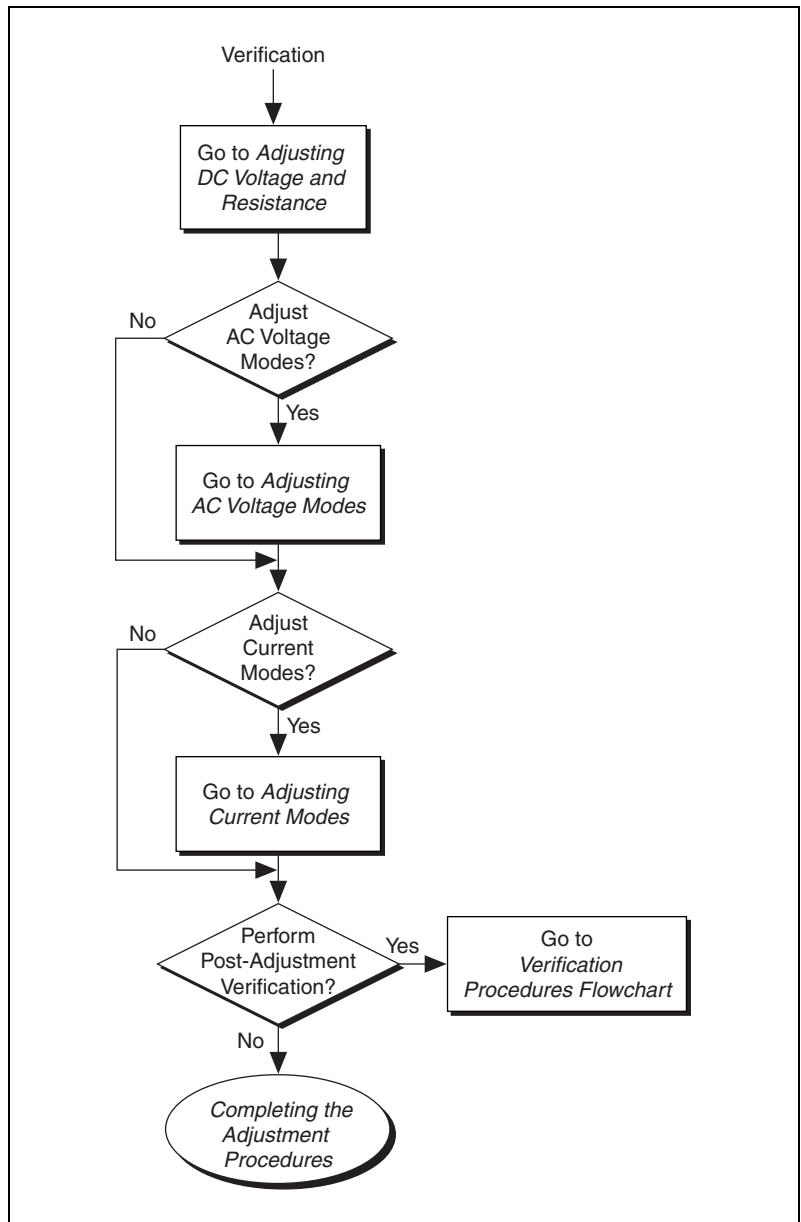 Verification
Go to Adjusting
DC Voltage and
Resistance
No
Adjust
AC Voltage
Modes?
Yes
Go to Adjusting
AC Voltage Modes
No
Adjust
Current
Modes?
Yes
Go to Adjusting
Current Modes
Perform
Post-Adjustment
Verification?
Yes
Go to
Verification
Procedures Flowchart
No
Completing the
Adjustment
Procedures